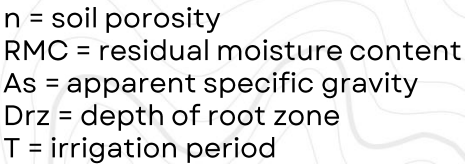 n = soil porosity
RMC = residual moisture content
As = apparent specific gravity
Drz = depth of root zone
T = irrigation period